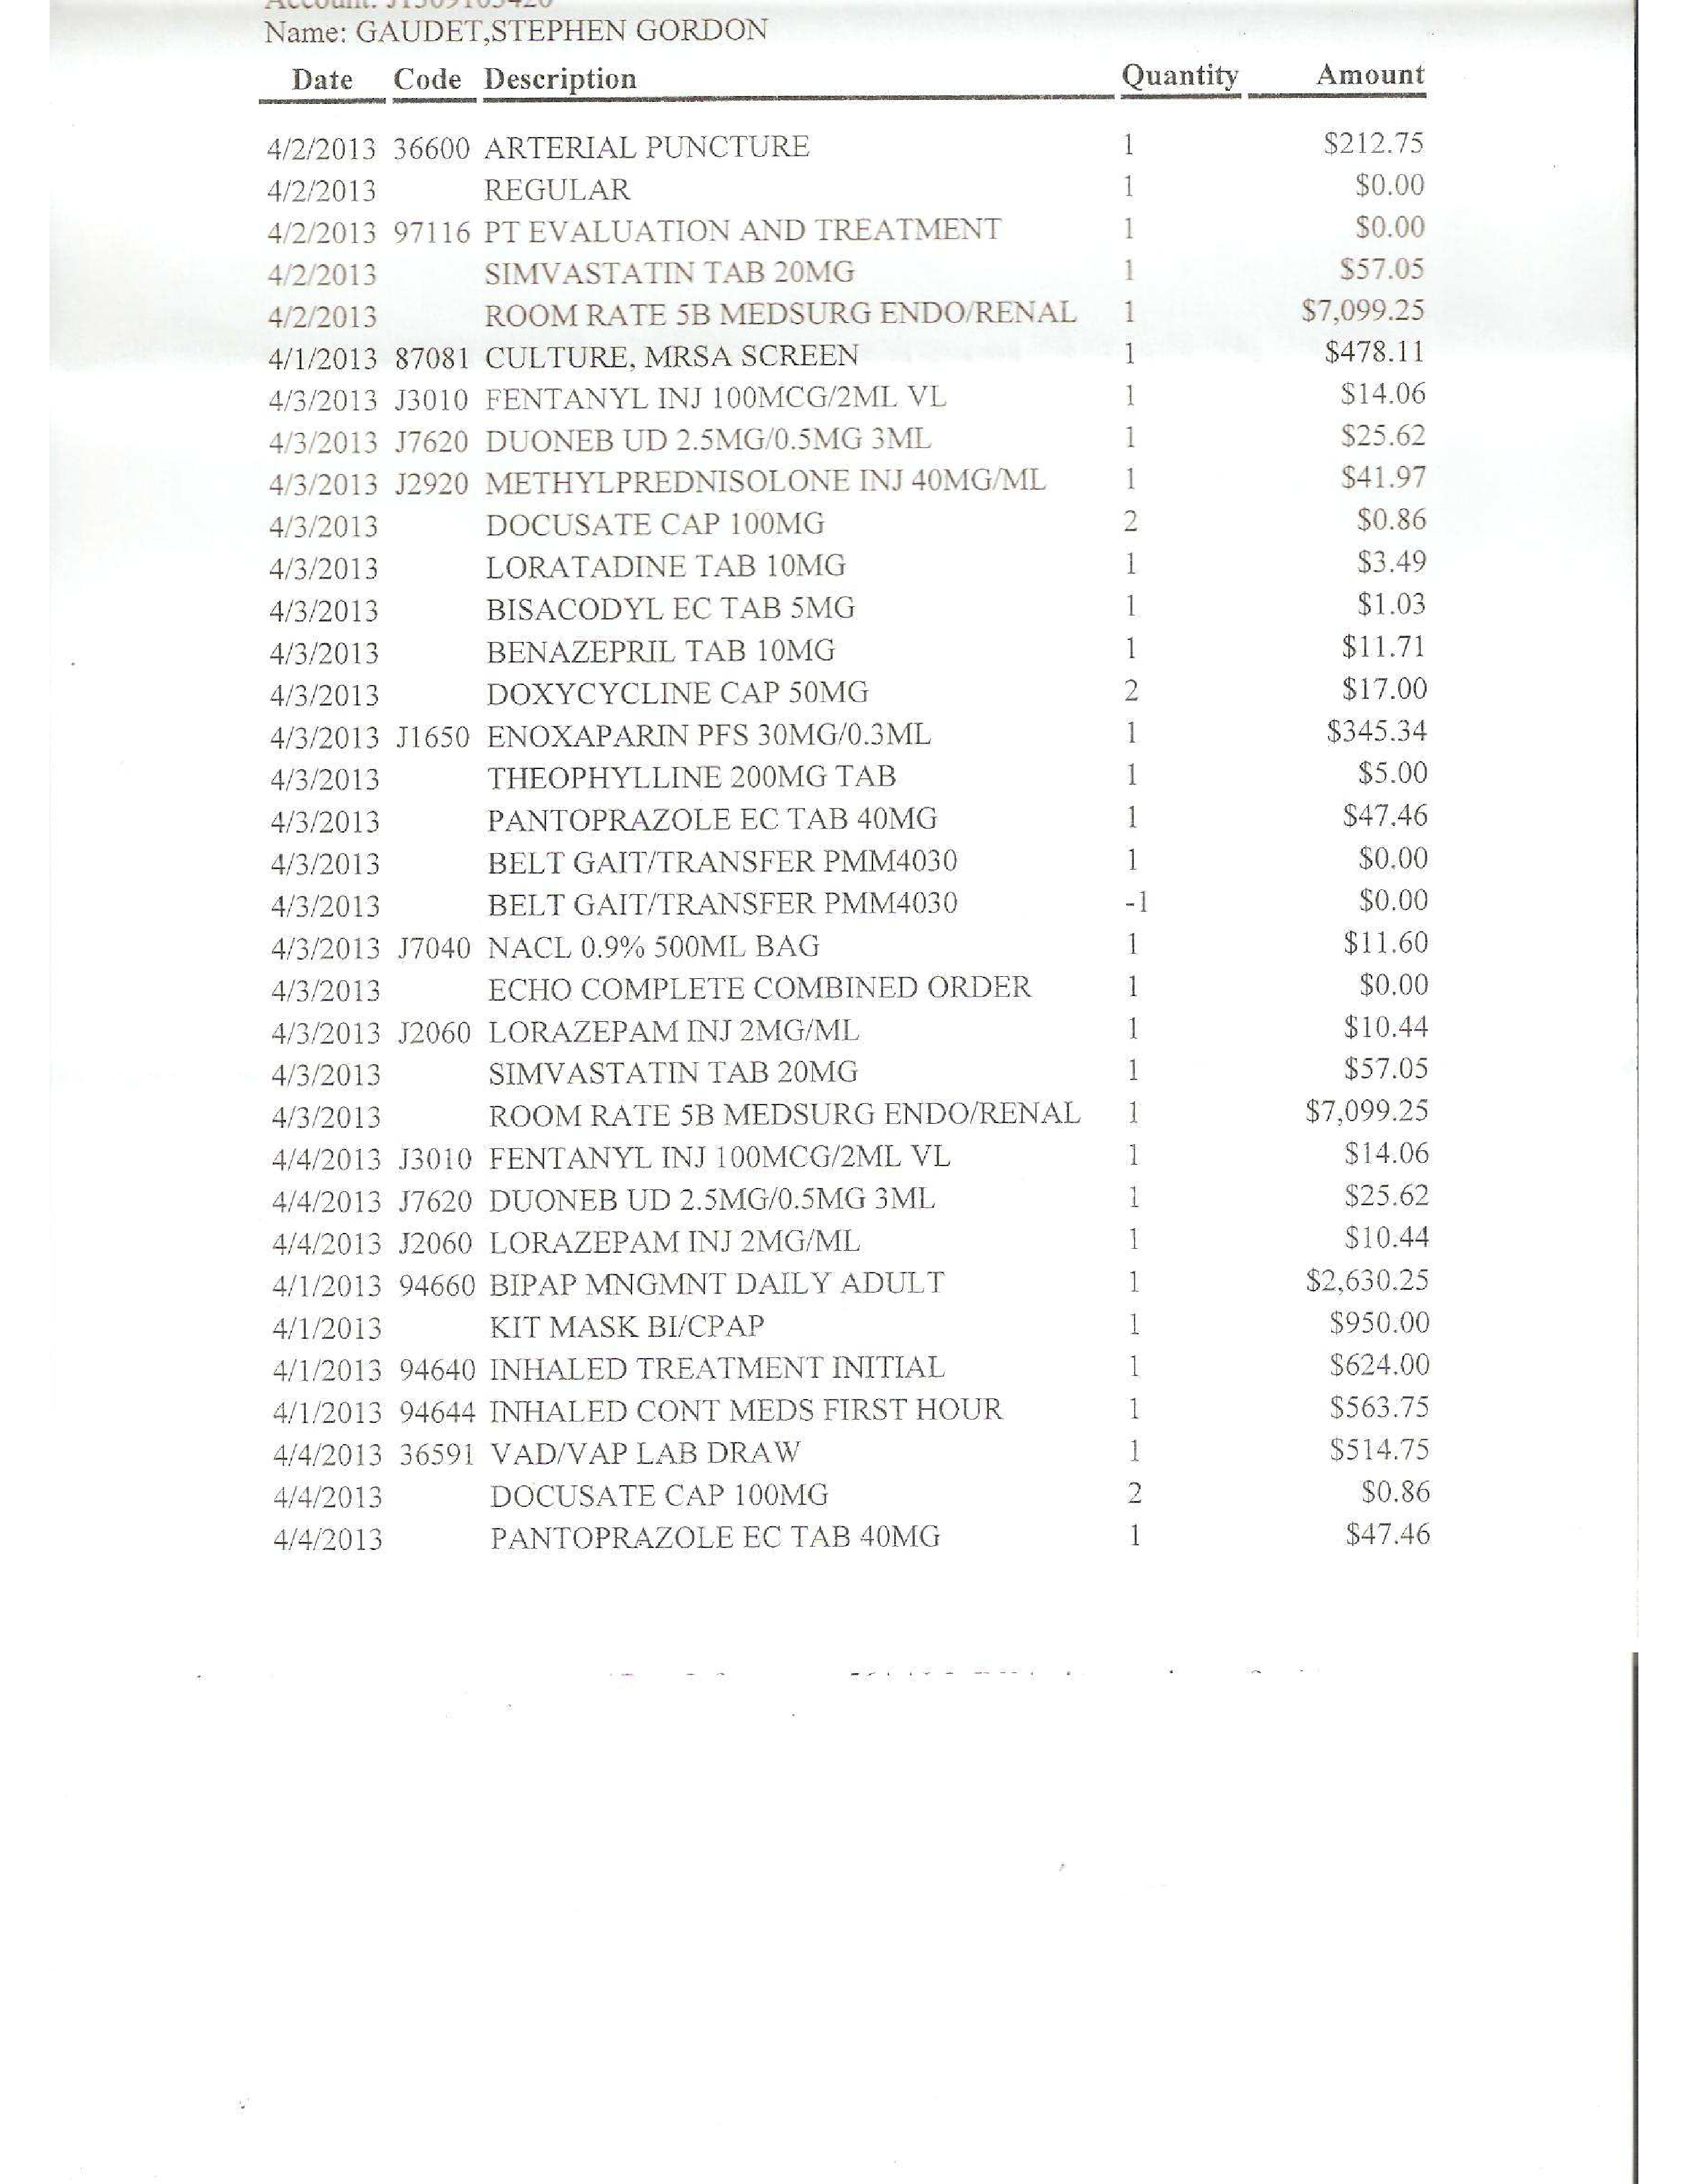 Name: GAUDET,STEPHEN GORDON
Date Code Description Quantity Amount
4/2/2013 36600 ARTERIAL PUNCTURE 1 $212.75
4/2/2013 REGULAR 1 $0.00
4/2/2013 97116 PT EVALUATION AND TREATMENT 1 $0.00
4/2/2013 SIMVASTATIN TAB 20MG 1 $57.05
4/2/2013 ROOM RATE 5B MEDSURG ENDO/RENAL 1 $7,099.25
4/1/2013 87081 CULTURE, MRSA SCREEN 1 $478.11
4/3/2013 J3010 FENTANYL INJ 100MCG/2ML VL 1 $14.06
4/3/2013 J7620 DUONEB UD 2.5MG/0.5MG 3ML 1 $25.62
4/3/2013 J2920 METHYLPREDNISOLONE INJ 40MG/ML 1 $41.97
4/3/2013 DOCUSATE CAP 100MG 2 $0.86
4/3/2013 LORATADINE TAB 10MG 1 $3.49
4/3/2013 BISACODYL EC TAB 5MG 1 $1.03
4/3/2013 BENAZEPRIL TAB 10MG 1 $11.71
4/3/2013 DOXYCYCLINE CAP 50MG 2 $17.00
4/3/2013 J1650 ENOXAPARIN PFS 30MG/0.3ML 1 $345.34
4/3/2013 THEOPHYLLINE 200MG TAB 1 $5.00
4/3/2013 PANTOPRAZOLE EC TAB 40MG 1 $47.46
4/3/2013 BELT GAIT/TRANSFER PMM4030 1 $0.00
4/3/2013 BELT GAIT/TRANSFER PMM4030 -1 $0.00
4/3/2013 J7040 NACL 0.9% 500ML BAG 1 $11.60
4/3/2013 ECHO COMPLETE COMBINED ORDER 1 $0.00
4/3/2013 J2060 LORAZEPAM INJ 2MG/ML 1 $10.44
4/3/2013 SIMVASTATIN TAB 20MG 1 $57.05
4/3/2013 ROOM RATE 5B MEDSURG ENDO/RENAL 1 $7,099.25
4/4/2013 J3010 FENTANYL INJ 100MCG/2ML VL 1 $14.06
4/4/2013 J7620 DUONEB UD 2.5MG/0.5MG 3ML 1 $25.62
4/4/2013 J2060 LORAZEPAM INJ 2MG/ML 1 $10.44
4/1/2013 94660 BIPAP MNGMNT DAILY ADULT 1 $2,630.25
4/1/2013 KIT MASK BI/CPAP 1 $950.00
4/1/2013 94640 INHALED TREATMENT INITIAL 1 $624.00
4/1/2013 94644 INHALED CONT MEDS FIRST HOUR 1 $563.75
4/4/2013 36591 VAD/VAP LAB DRAW 1 $514.75
4/4/2013 DOCUSATE CAP 100MG 2 $0.86
4/4/2013 PANTOPRAZOLE EC TAB 40MG 1 $47.46